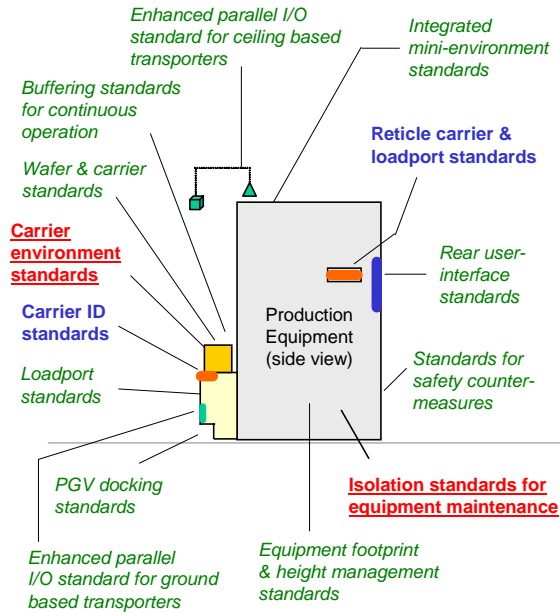 Enhanced parallel I/O
standard for ceiling based
transporters
Integrated
mini-environment
standards
Buffering standards
for continuous
operation
Reticle carrier &
loadport standards
Wafer & carrier
standards
Carrier
environment
standards
Rear user-
interface
standards
Carrier ID
standards
Production
Equipment
(side view)
Loadport
standards
Standards for
safety counter-
measures
PGV docking
standards
Isolation standards for
equipment maintenance
Enhanced parallel
I/O standard for ground
based transporters
Equipment footprint
& height management
standards